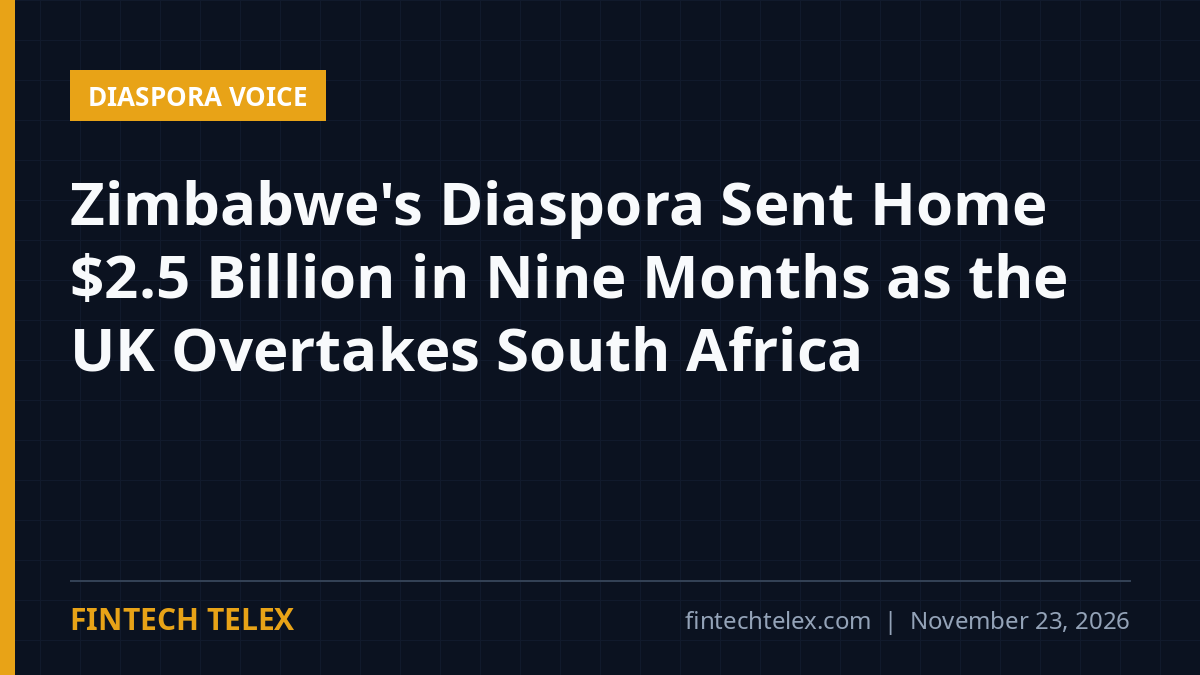 DIASPORA VOICE
Zimbabwe's Diaspora Sent Home
$2.5 Billion in Nine Months as the
UK Overtakes South Africa
FINTECH TELEX
fintechtelex.com | November 23, 2026